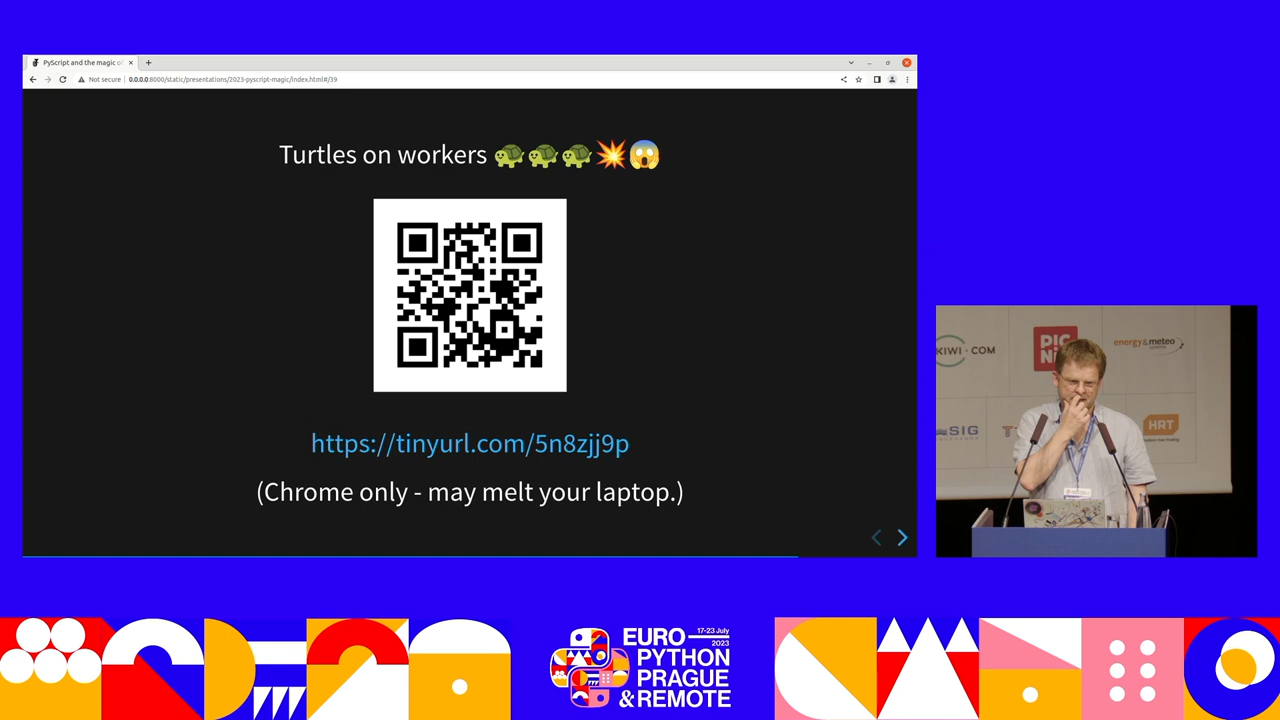 PyScript and the magic of
Not secure
0.0.0.0:8000/static/presentations/2023-pyscript-magic/index.html#/39
Turtles on workers 🐢🐢🐢💥😱
https://tinyurl.com/5n8zjj9p
(Chrome only - may melt your laptop.)
KIWI.COM
PIC
energy & meteo
SIG
HRT
EURO 17-23 July
2023
PYTHON
PRAGUE
& REMOTE